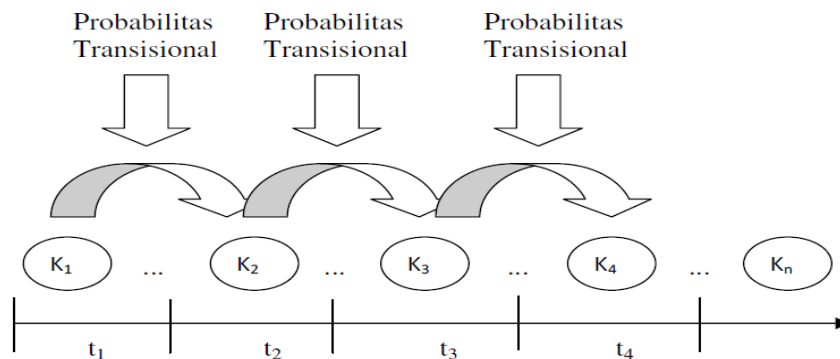 Probabilitas Probabilitas Probabilitas
Transisional Transisional Transisional
K₁ ... K₂ ... K₃ ... K₄ ... Kₙ
t₁ t₂ t₃ t₄